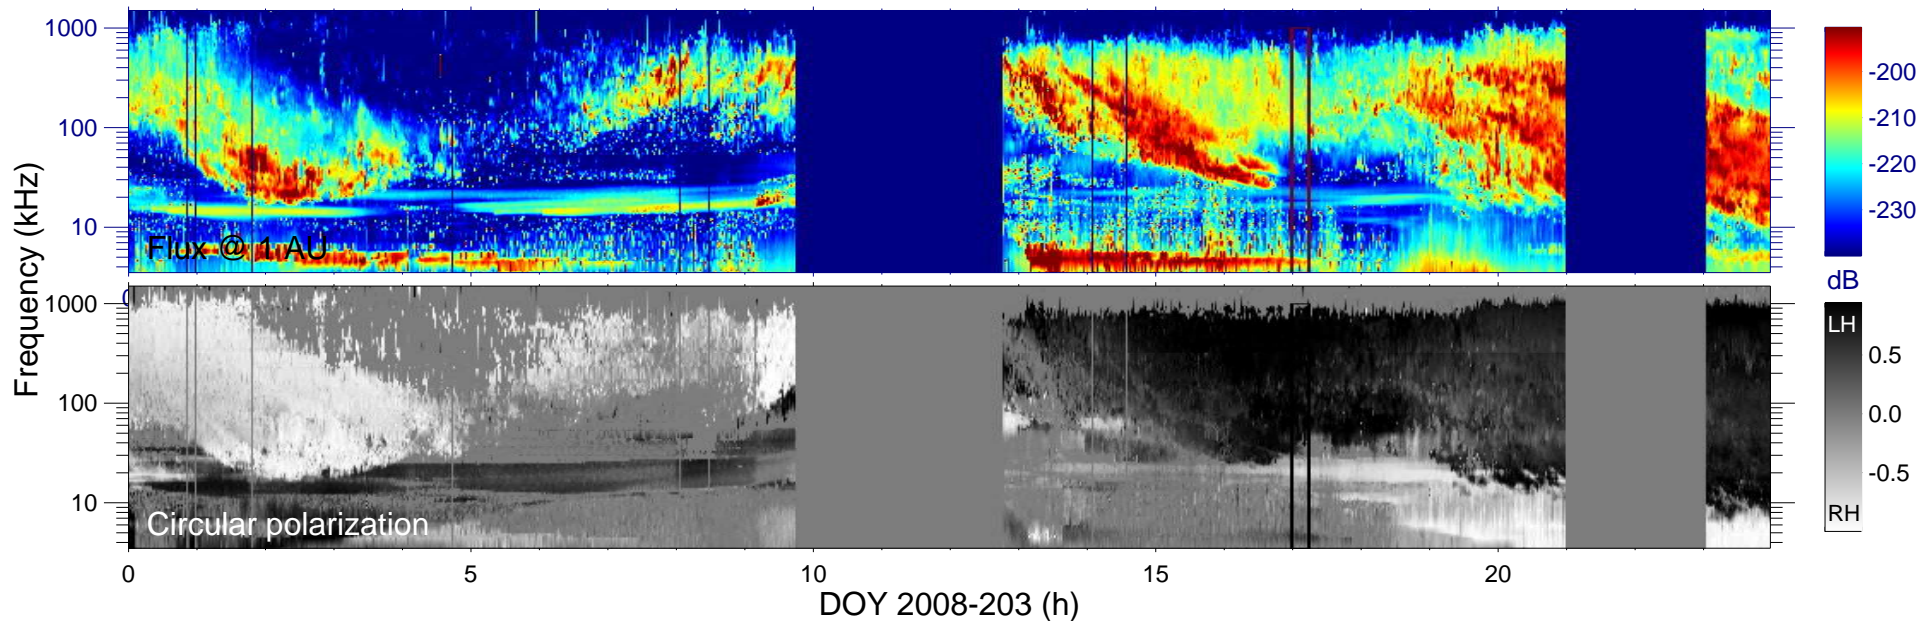 Frequency (kHz)
1000
100
10
Flux @ 1 AU
-200
-210
-220
-230
dB
1000
100
10
Circular polarization
LH
0.5
0.0
-0.5
RH
0 5 10 15 20
DOY 2008-203 (h)